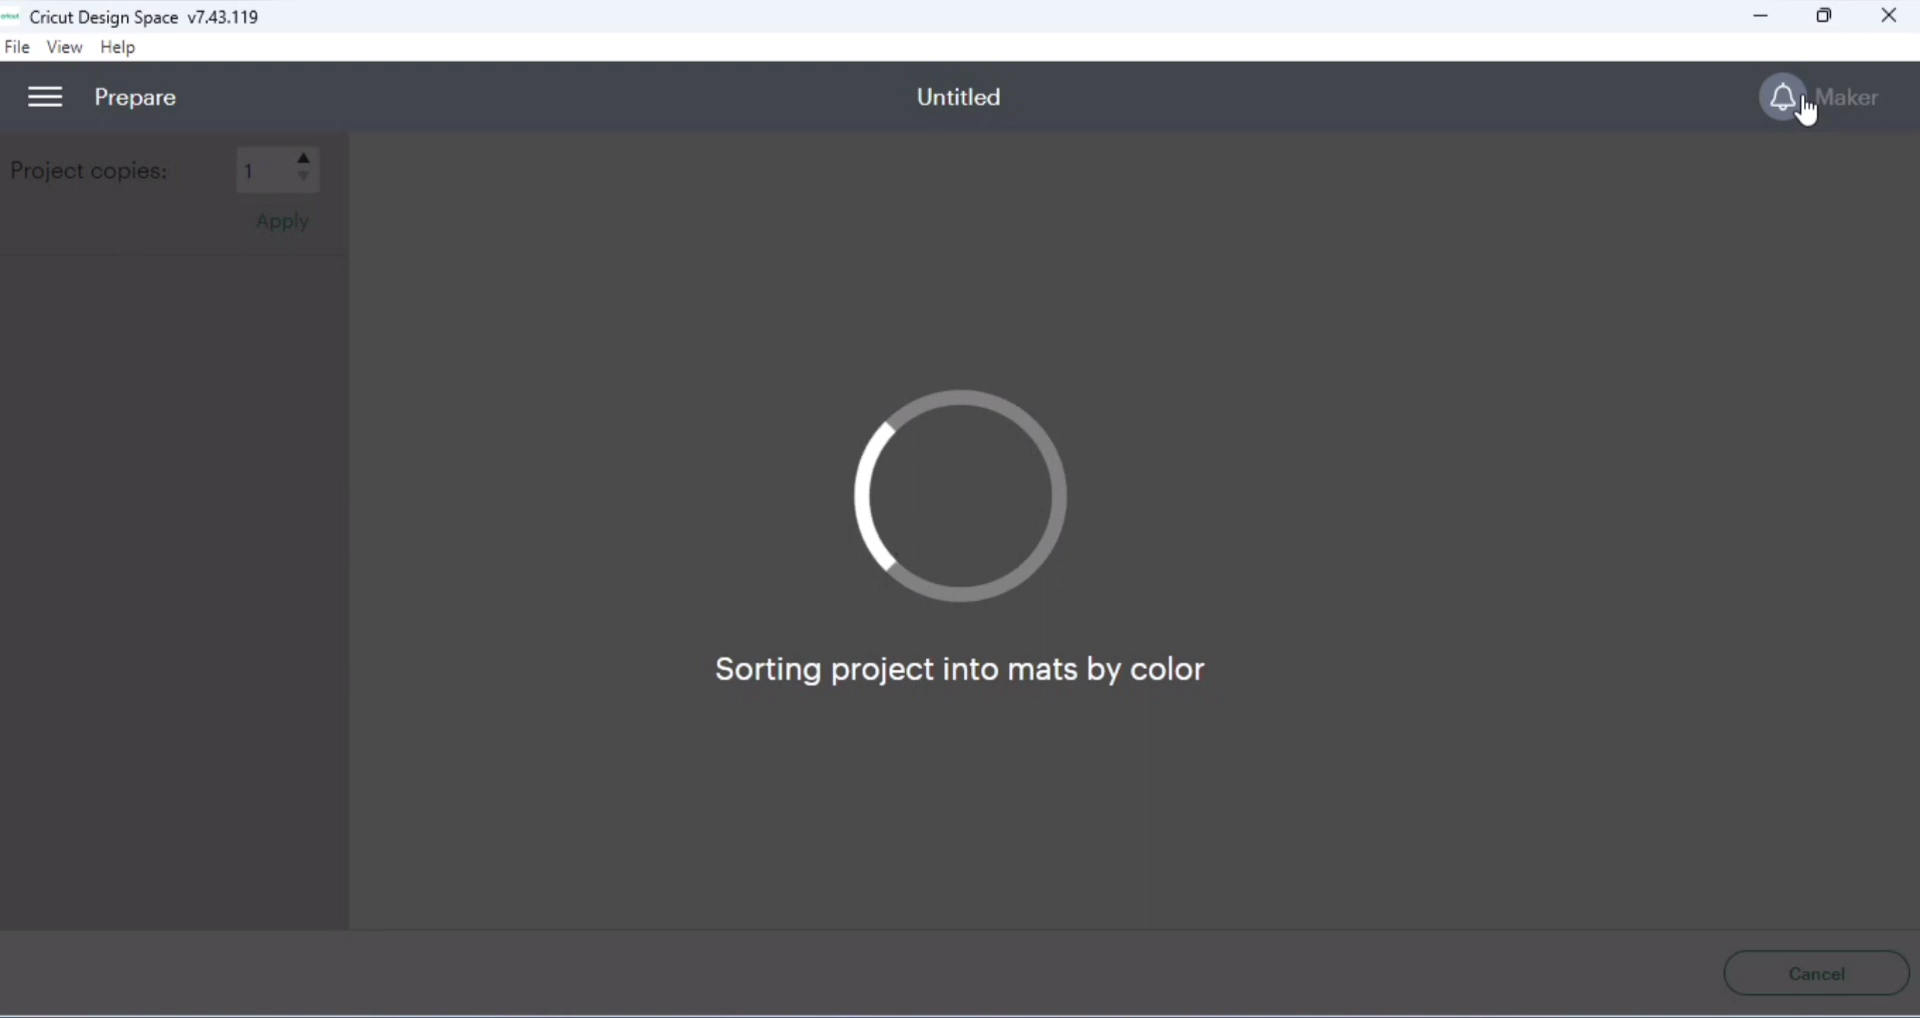 Cricut Design Space v7.43.119
File View Help
Prepare
Untitled
Maker
Project copies: 1
Apply
Sorting project into mats by color
Cancel